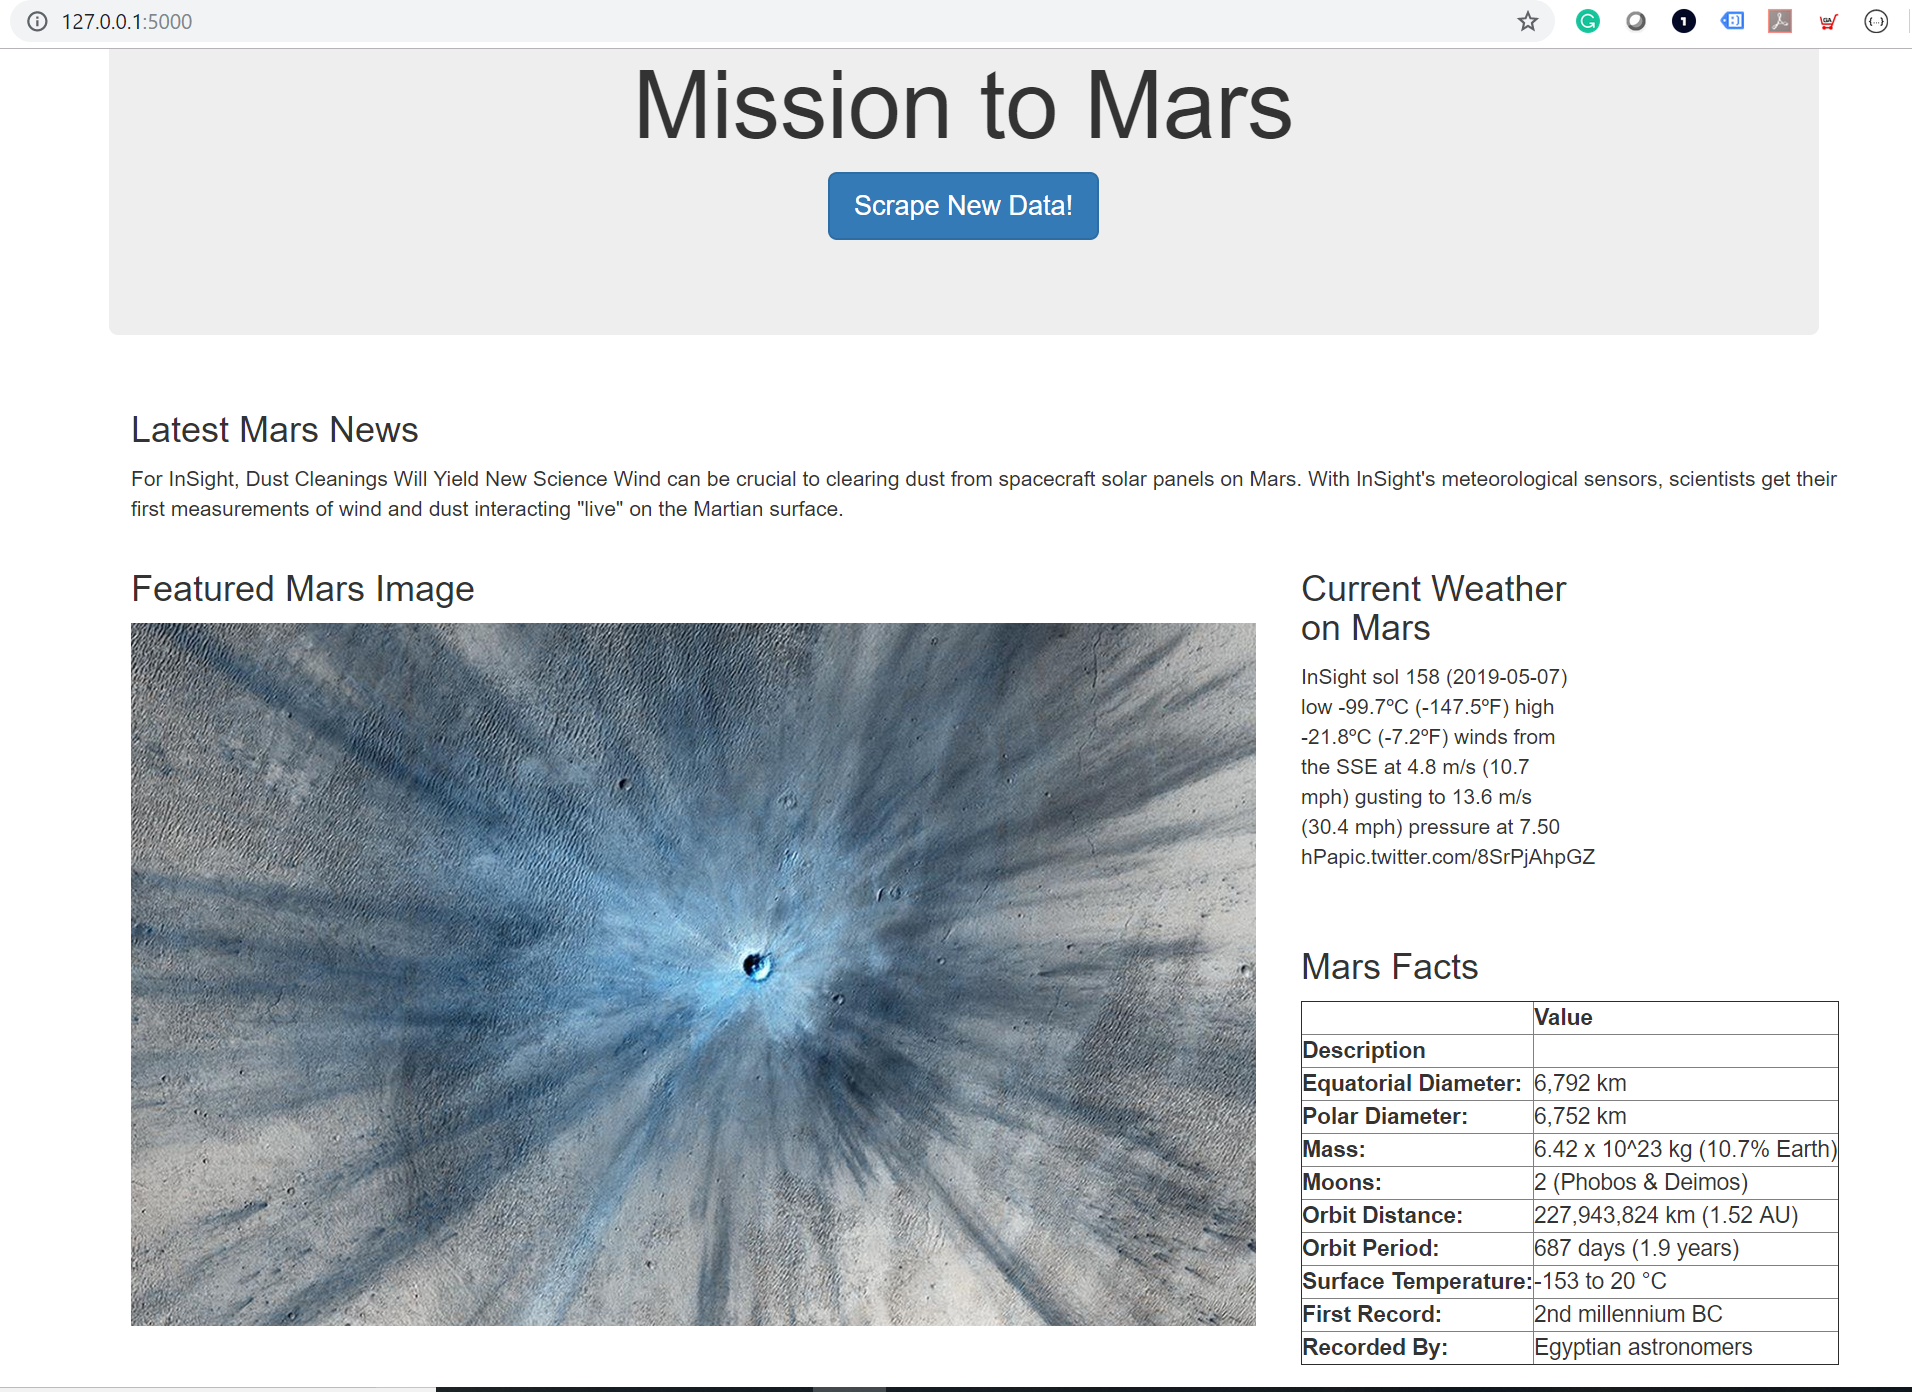 127.0.0.1:5000
Mission to Mars
Scrape New Data!
Latest Mars News
For InSight, Dust Cleanings Will Yield New Science Wind can be crucial to clearing dust from spacecraft solar panels on Mars. With InSight's meteorological sensors, scientists get their
first measurements of wind and dust interacting "live" on the Martian surface.
Featured Mars Image
Current Weather
on Mars
InSight sol 158 (2019-05-07)
low -99.7ºC (-147.5ºF) high
-21.8ºC (-7.2ºF) winds from
the SSE at 4.8 m/s (10.7
mph) gusting to 13.6 m/s
(30.4 mph) pressure at 7.50
hPapic.twitter.com/8SrPjAhpGZ
Mars Facts
Value
Description
Equatorial Diameter: 6,792 km
Polar Diameter: 6,752 km
Mass: 6.42 x 10^23 kg (10.7% Earth)
Moons: 2 (Phobos & Deimos)
Orbit Distance: 227,943,824 km (1.52 AU)
Orbit Period: 687 days (1.9 years)
Surface Temperature: -153 to 20 °C
First Record: 2nd millennium BC
Recorded By: Egyptian astronomers